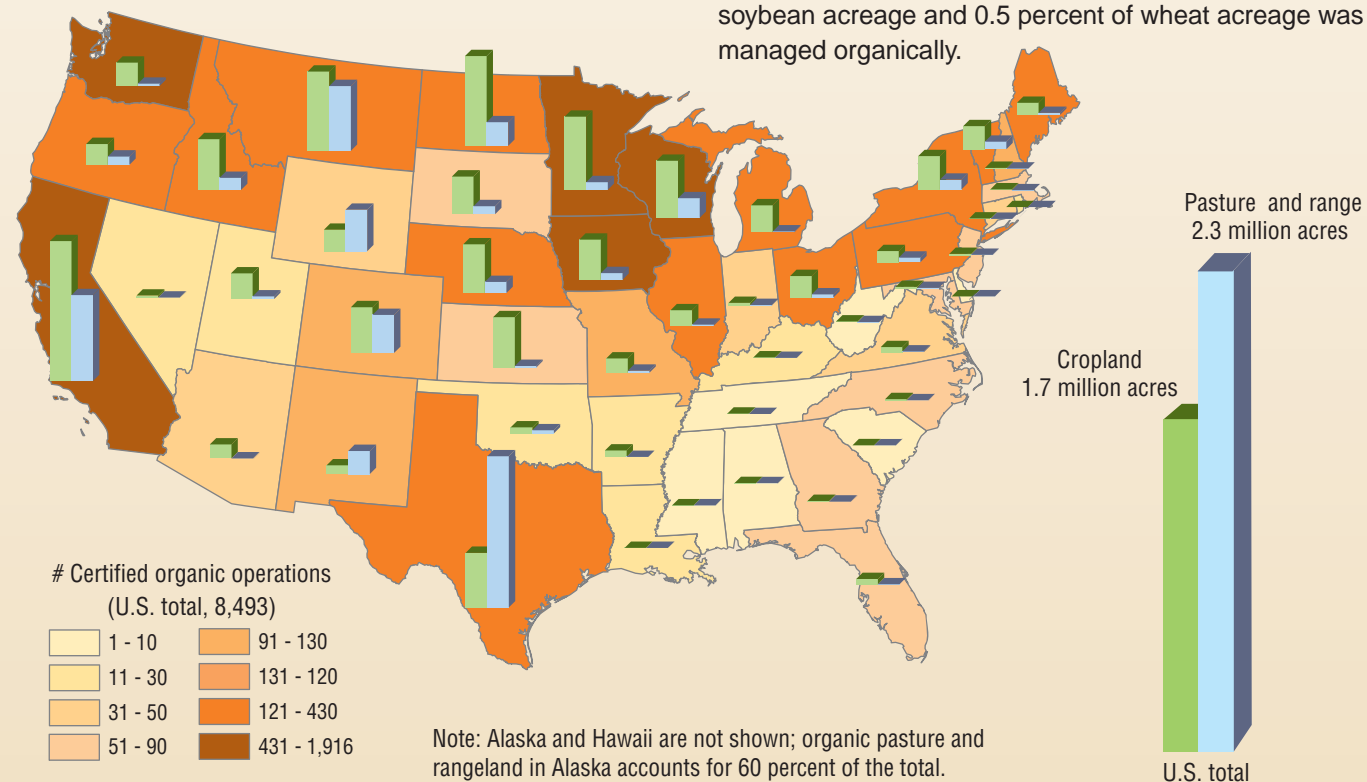 soybean acreage and 0.5 percent of wheat acreage was
managed organically.
Pasture and range
2.3 million acres
Cropland
1.7 million acres
U.S. total
# Certified organic operations
(U.S. total, 8,493)
1 - 10
11 - 30
31 - 50
51 - 90
91 - 130
131 - 120
121 - 430
431 - 1,916
Note: Alaska and Hawaii are not shown; organic pasture and
rangeland in Alaska accounts for 60 percent of the total.